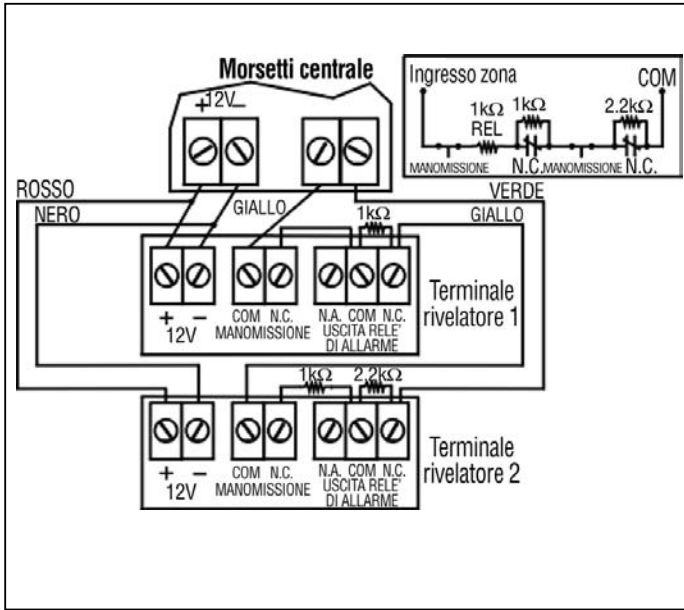 Morsetti centrale
+ 12V –
Ingresso zona
COM
1kΩ
REL
1kΩ
2.2kΩ
MANOMISSIONE
N.C.
MANOMISSIONE
N.C.
ROSSO
NERO
GIALLO
VERDE
GIALLO
1kΩ
+ –
12V
COM N.C.
MANOMISSIONE
N.A. COM N.C.
USCITA RELE'
DI ALLARME
Terminale
rivelatore 1
1kΩ
2.2kΩ
+ –
12V
COM N.C.
MANOMISSIONE
N.A. COM N.C.
USCITA RELE'
DI ALLARME
Terminale
rivelatore 2